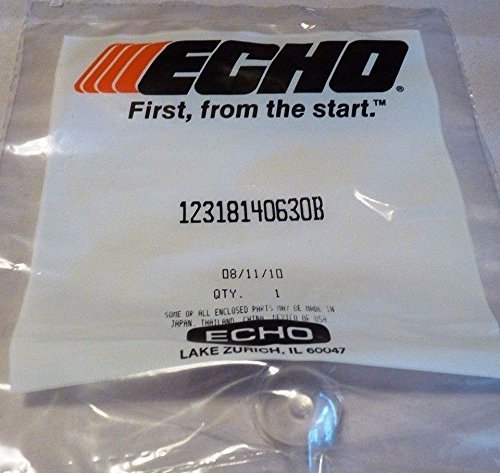 ECHO®
First, from the start.™
12318140630B
08/11/10
QTY. 1
SOME OR ALL ENCLOSED PARTS MAY BE MADE IN
JAPAN, THAILAND, CHINA, MEXICO OF USA
ECHO
LAKE ZURICH, IL 60047